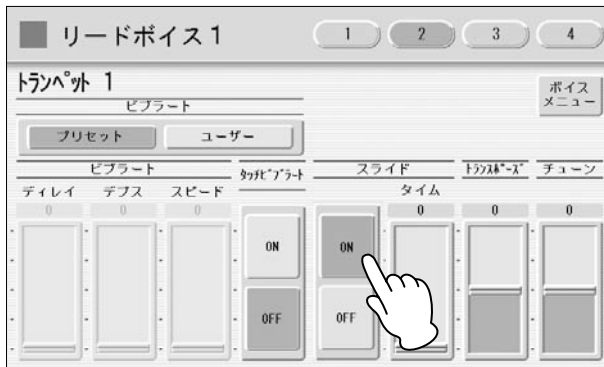 リードボイス1
1
2
3
4
トランペット 1
ボイス
メニュー
ビブラート
プリセット
ユーザー
ビブラート
タッチビブラート
スライド
トランスポーズ
チューン
ディレイ
デプス
スピード
タイム
0
0
0
0
0
0
ON
ON
OFF
OFF